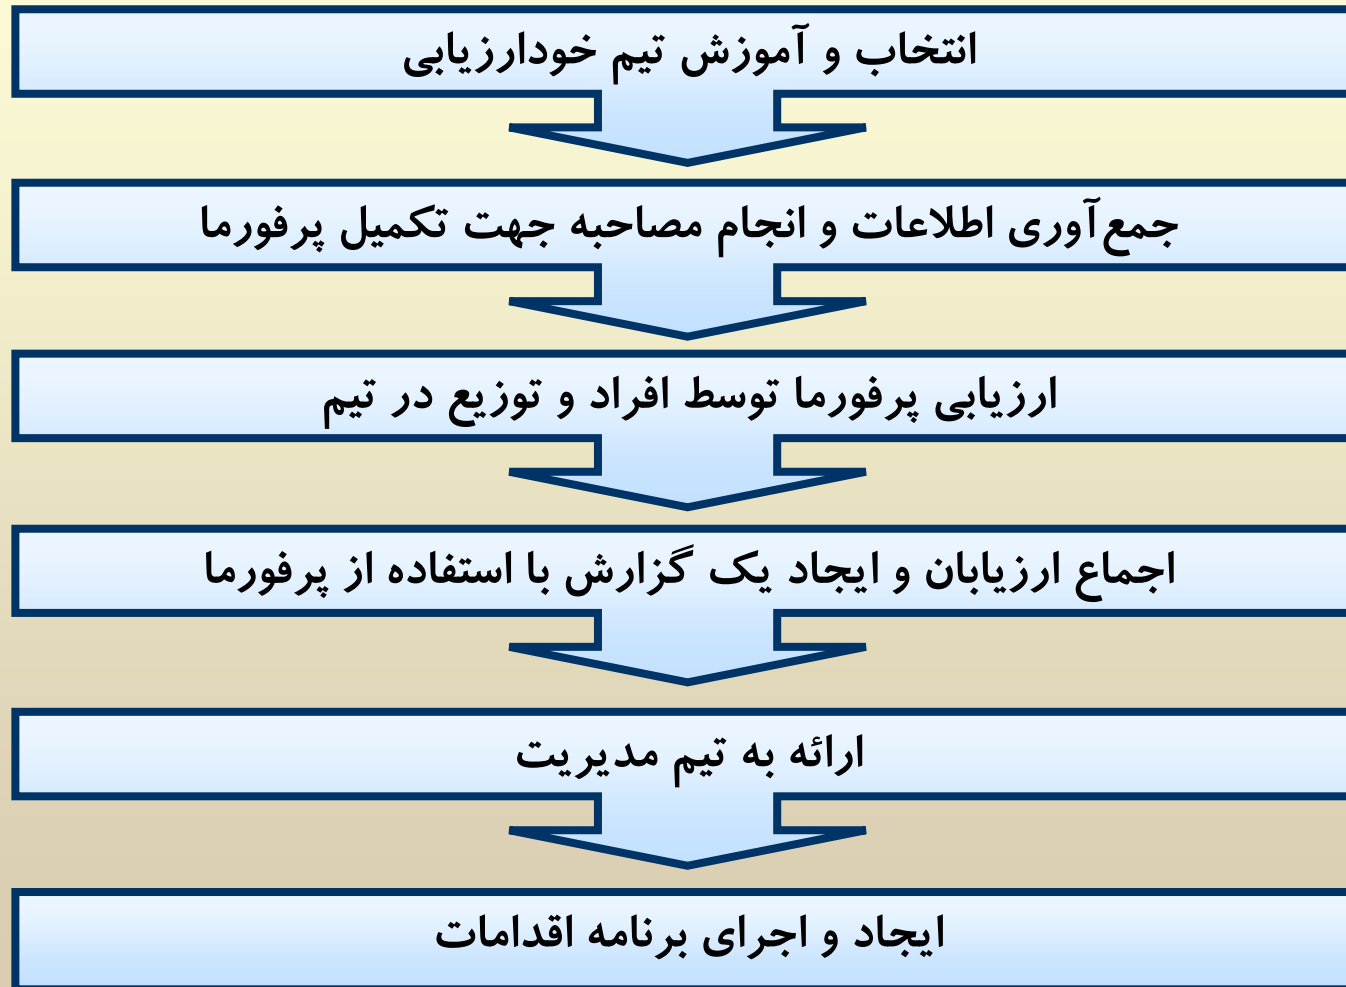 انتخاب و آموزش تیم خودارزیابی
جمع‌آوری اطلاعات و انجام مصاحبه جهت تکمیل پرفورما
ارزیابی پرفورما توسط افراد و توزیع در تیم
اجماع ارزیابان و ایجاد یک گزارش با استفاده از پرفورما
ارائه به تیم مدیریت
ایجاد و اجرای برنامه اقدامات